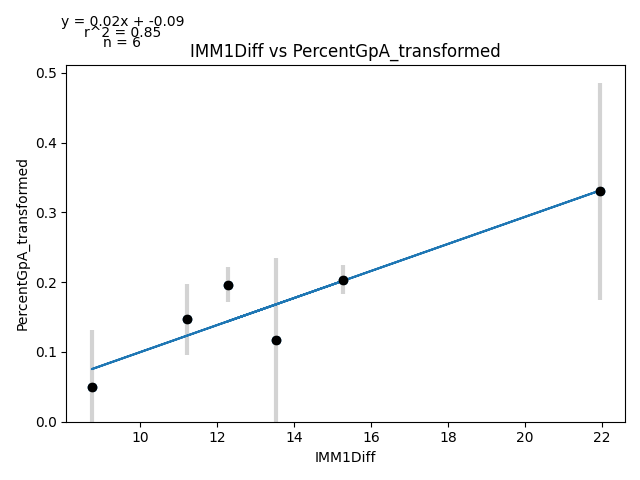 y = 0.02x + -0.09
r^2 = 0.85
n = 6
IMM1Diff vs PercentGpA_transformed
0.5
0.4
0.3
0.2
0.1
0.0
PercentGpA_transformed
10 12 14 16 18 20 22
IMM1Diff